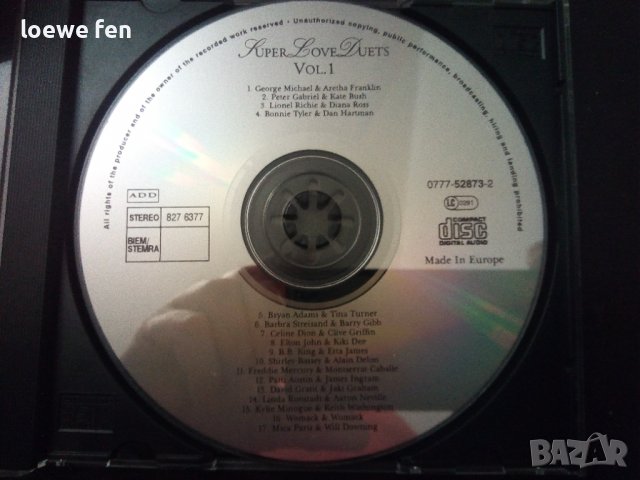 loewe fen
All rights of the producer and of the owner of the recorded work reserved • Unauthorized copying, public performance, broadcasting, hiring and lending prohibited
SUPER LOVE DUETS
VOL.1
1. George Michael & Aretha Franklin
2. Peter Gabriel & Kate Bush
3. Lionel Richie & Diana Ross
4. Bonnie Tyler & Dan Hartman
ADD
STEREO 827 6377
BIEM/
STEMRA
0777-52873-2
LC 0291
COMPACT
disc
DIGITAL AUDIO
Made In Europe
5. Bryan Adams & Tina Turner
6. Barbra Streisand & Barry Gibb
7. Celine Dion & Clive Griffin
8. Elton John & Kiki Dee
9. B.B. King & Etta James
10. Shirley Bassey & Alain Delon
11. Freddie Mercury & Montserrat Caballe
12. Patti Austin & James Ingram
13. David Grant & Jaki Graham
14. Linda Ronstadt & Aaron Neville
15. Kylie Minogue & Keith Washington
16. Womack & Womack
17. Mica Paris & Will Downing
BAZAR